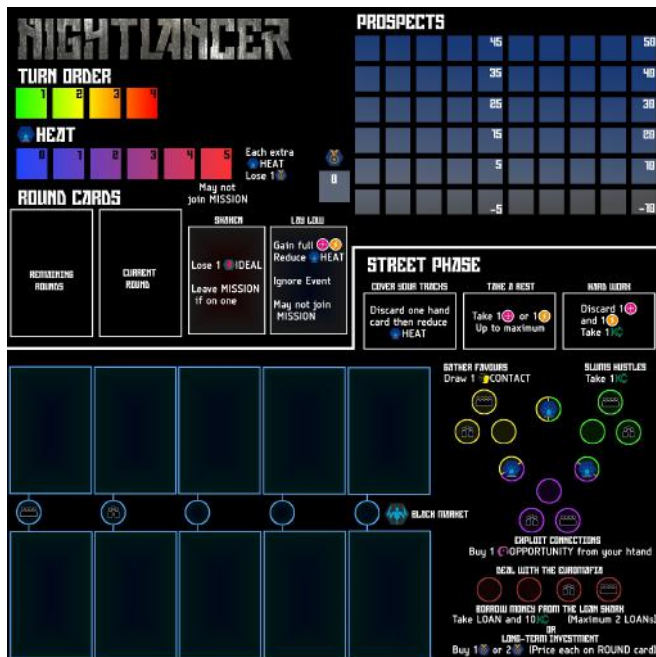 NIGHTLANCER
TURN ORDER
1 2 3 4
HEAT
0 1 2 3 4 5
Each extra
HEAT
Lose 1
May not
join MISSION
0
PROSPECTS
45 50
35 40
25 30
15 20
5 10
-5 -10
ROUND CARDS
REMAINING
ROUNDS
CURRENT
ROUND
SHAKEN
Lose 1 IDEAL
Leave MISSION
if on one
LAY LOW
Gain full
Reduce HEAT
Ignore Event
May not join
MISSION
STREET PHASE
COVER YOUR TRACKS
Discard one hand
card then reduce
HEAT
TAKE A REST
Take 1 or 1
Up to maximum
HARD WORK
Discard 1
and 1
Take 1
GATHER FAVOURS
Draw 1 CONTACT
SLUMS HUSTLES
Take 1
BLACK MARKET
EXPLOIT CONNECTIONS
Buy 1 OPPORTUNITY from your htand
DEAL WITH THE EUROMAFIA
BORROW MONEY FROM THE LOAN SHARK
Take LOAN and 10 (Maximum 2 LOANs)
OR
LONG-TERM INVESTMENT
Buy 1 or 2 (Price each on ROUND card)